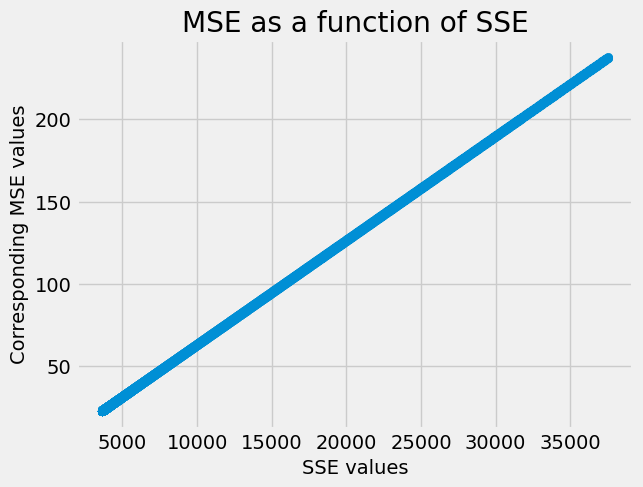 MSE as a function of SSE
Corresponding MSE values
200
150
100
50
5000 10000 15000 20000 25000 30000 35000
SSE values